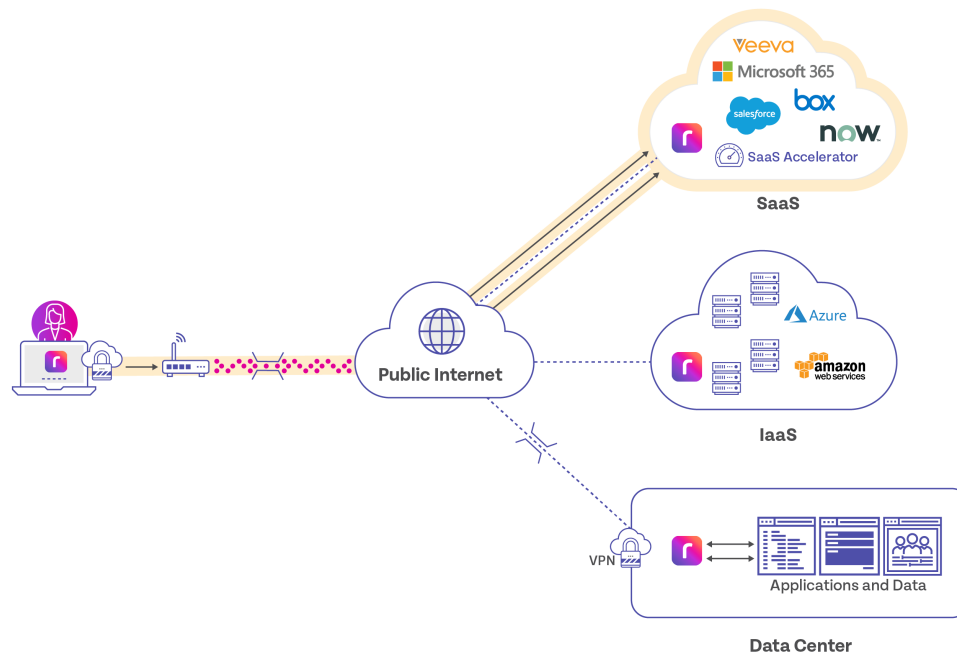 veeva
Microsoft 365
box
salesforce
now
SaaS Accelerator
SaaS
Azure
amazon
web services
IaaS
Public Internet
VPN
Applications and Data
Data Center